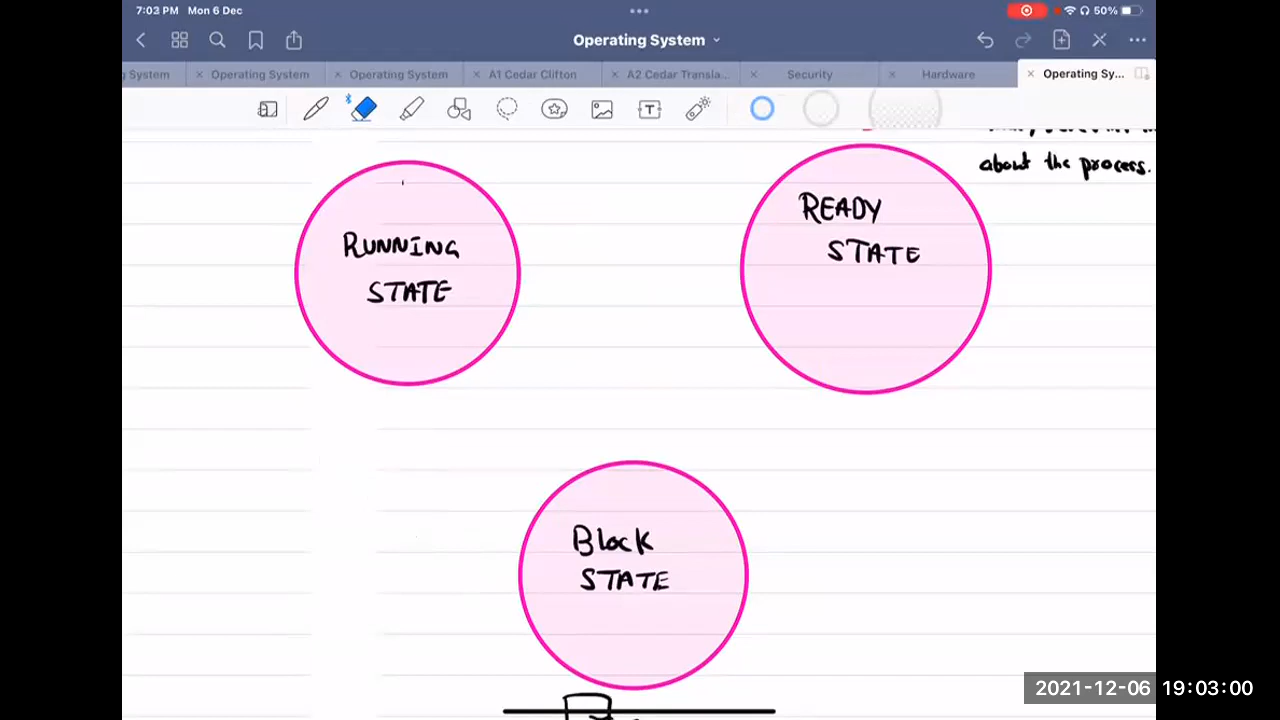 7:03 PM Mon 6 Dec
50%
Operating System
g System
Operating System
Operating System
A1 Cedar Clifton
A2 Cedar Transla...
Security
Hardware
Operating Sy...
about the process.
RUNNING
STATE
READY
STATE
Block
STATE
2021-12-06 19:03:00